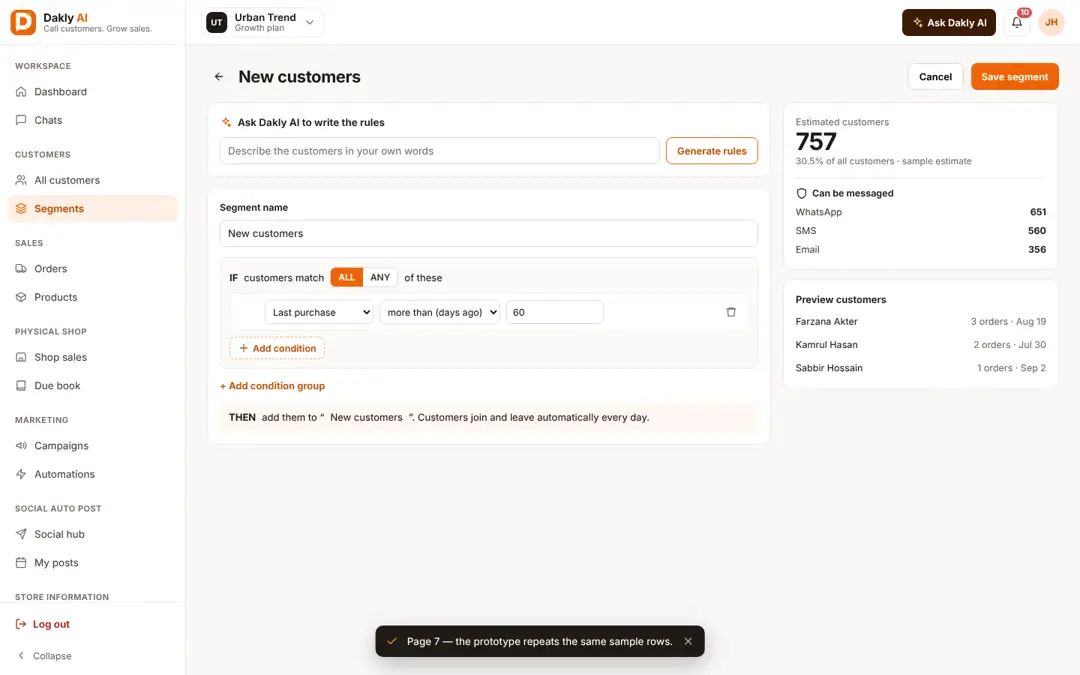 Dakly AI
Call customers. Grow sales.
UT
Urban Trend
Growth plan
Ask Dakly AI
10
JH
WORKSPACE
Dashboard
Chats
CUSTOMERS
All customers
Segments
SALES
Orders
Products
PHYSICAL SHOP
Shop sales
Due book
MARKETING
Campaigns
Automations
SOCIAL AUTO POST
Social hub
My posts
STORE INFORMATION
Log out
Collapse
New customers
Cancel
Save segment
Ask Dakly AI to write the rules
Describe the customers in your own words
Generate rules
Segment name
New customers
IF customers match ALL ANY of these
Last purchase more than (days ago) 60
+ Add condition
+ Add condition group
THEN add them to “ New customers ”. Customers join and leave automatically every day.
Estimated customers
757
30.5% of all customers · sample estimate
Can be messaged
WhatsApp 651
SMS 560
Email 356
Preview customers
Farzana Akter 3 orders · Aug 19
Kamrul Hasan 2 orders · Jul 30
Sabbir Hossain 1 orders · Sep 2
Page 7 — the prototype repeats the same sample rows.